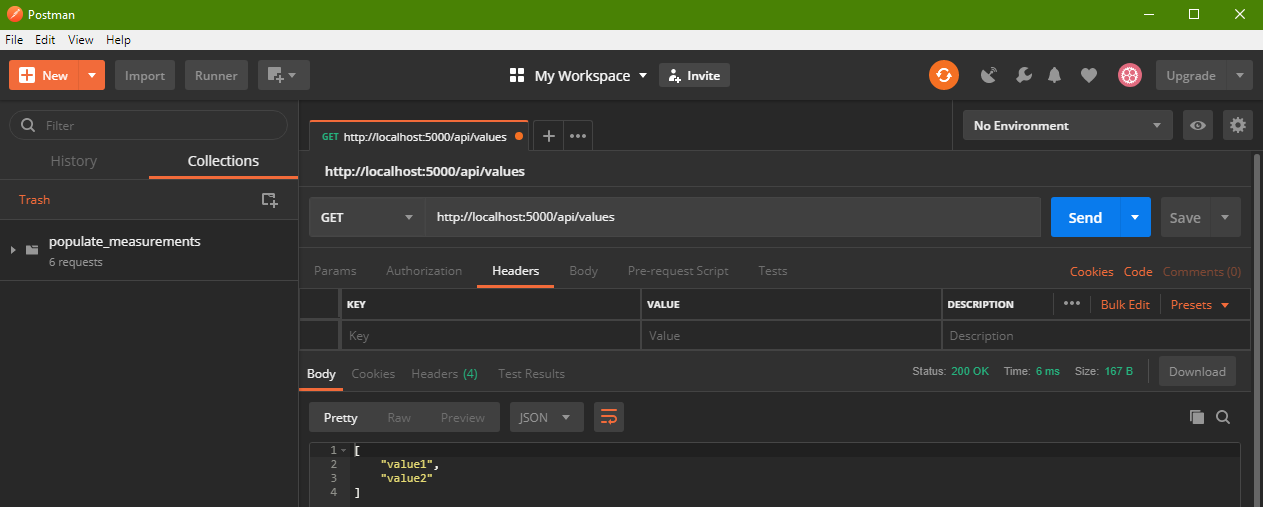 Postman
File Edit View Help
New Import Runner My Workspace Invite Upgrade
Filter
History Collections
Trash
populate_measurements
6 requests
GET http://localhost:5000/api/values No Environment
http://localhost:5000/api/values
GET http://localhost:5000/api/values Send Save
Params Authorization Headers Body Pre-request Script Tests Cookies Code Comments (0)
KEY VALUE DESCRIPTION Bulk Edit Presets
Key Value Description
Body Cookies Headers (4) Test Results Status: 200 OK Time: 6 ms Size: 167 B Download
Pretty Raw Preview JSON
1 [
2 "value1",
3 "value2"
4 ]